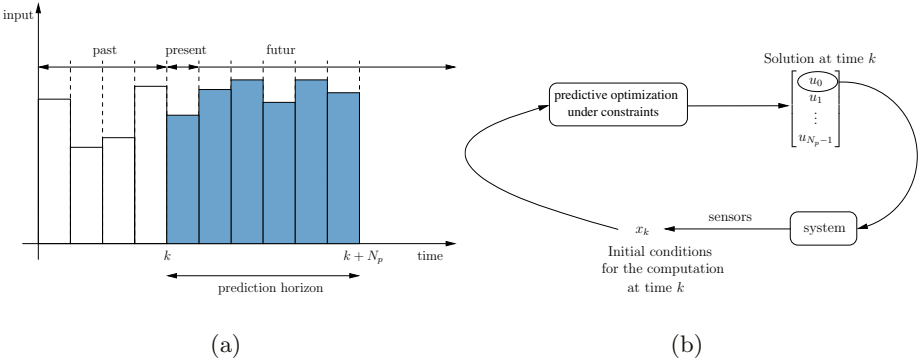 input
past
present
futur
k
k + N_p
time
prediction horizon
(a)
Solution at time k
predictive optimization
under constraints
u_0
u_1
⋮
u_{N_p−1}
sensors
x_k
system
Initial conditions
for the computation
at time k
(b)